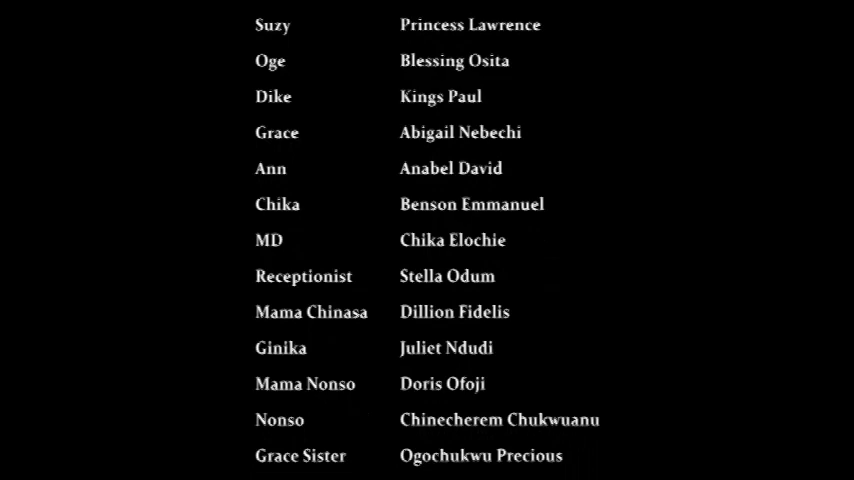 Suzy Princess Lawrence
Oge Blessing Osita
Dike Kings Paul
Grace Abigail Nebechi
Ann Anabel David
Chika Benson Emmanuel
MD Chika Elochie
Receptionist Stella Odum
Mama Chinasa Dillion Fidelis
Ginika Juliet Ndudi
Mama Nonso Doris Ofoji
Nonso Chinecherem Chukwuanu
Grace Sister Ogochukwu Precious